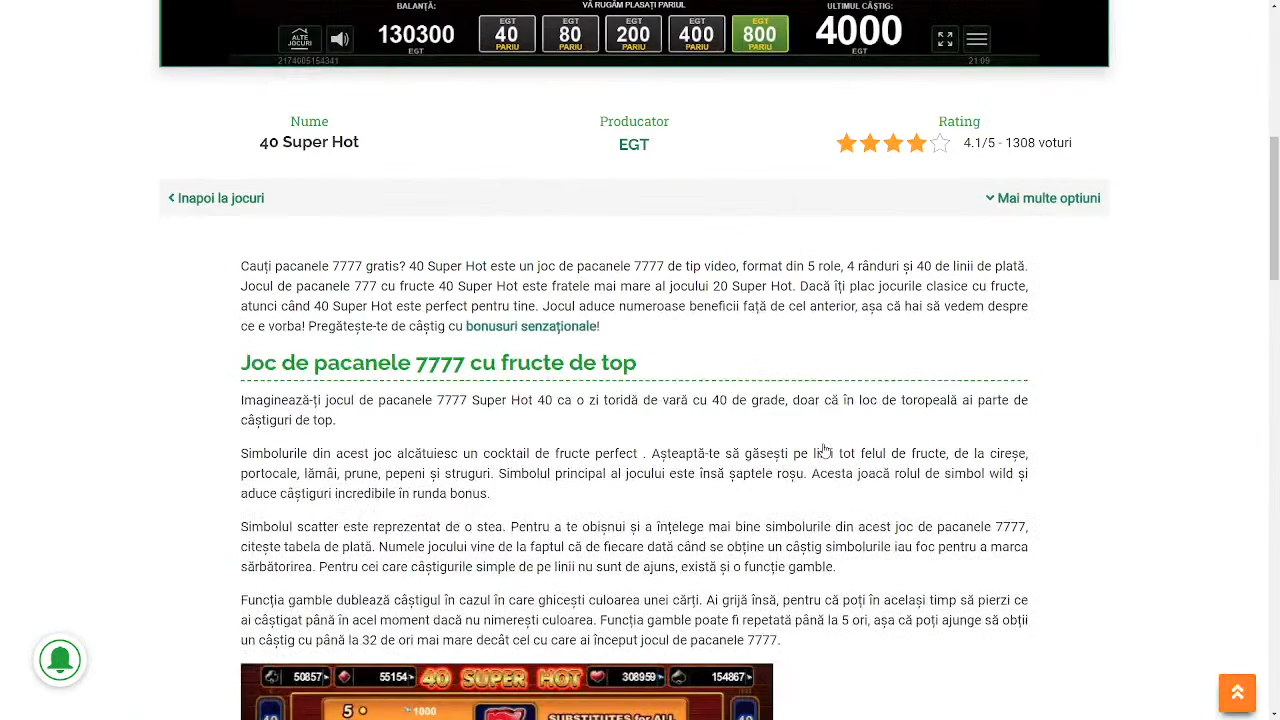 BALANȚĂ:
VĂ RUGĂM PLASAȚI PARIUL
ULTIMUL CÂȘTIG:
ALTE JOCURI
130300
EGT
EGT 40 PARIU
EGT 80 PARIU
EGT 200 PARIU
EGT 400 PARIU
EGT 800 PARIU
4000
EGT
2174005154341
21:09
Nume
Producator
Rating
40 Super Hot
EGT
4.1/5 - 1308 voturi
Inapoi la jocuri
Mai multe optiuni
Cauți pacanele 7777 gratis? 40 Super Hot este un joc de pacanele 7777 de tip video, format din 5 role, 4 rânduri și 40 de linii de plată.
Jocul de pacanele 777 cu fructe 40 Super Hot este fratele mai mare al jocului 20 Super Hot. Dacă îți plac jocurile clasice cu fructe,
atunci când 40 Super Hot este perfect pentru tine. Jocul aduce numeroase beneficii față de cel anterior, așa că hai să vedem despre
ce e vorba! Pregătește-te de câștig cu bonusuri senzaționale!
Joc de pacanele 7777 cu fructe de top
Imaginează-ți jocul de pacanele 7777 Super Hot 40 ca o zi toridă de vară cu 40 de grade, doar că în loc de toropeală ai parte de
câștiguri de top.
Simbolurile din acest joc alcătuiesc un cocktail de fructe perfect . Așteaptă-te să găsești pe linii tot felul de fructe, de la cireșe,
portocale, lămâi, prune, pepeni și struguri. Simbolul principal al jocului este însă șaptele roșu. Acesta joacă rolul de simbol wild și
aduce câștiguri incredibile în runda bonus.
Simbolul scatter este reprezentat de o stea. Pentru a te obișnui și a înțelege mai bine simbolurile din acest joc de pacanele 7777,
citește tabela de plată. Numele jocului vine de la faptul că de fiecare dată când se obține un câștig simbolurile iau foc pentru a marca
sărbătorirea. Pentru cei care câștigurile simple de pe linii nu sunt de ajuns, există și o funcție gamble.
Funcția gamble dublează câștigul în cazul în care ghicești culoarea unei cărți. Ai grijă însă, pentru că poți în același timp să pierzi ce
ai câștigat până în acel moment dacă nu nimerești culoarea. Funcția gamble poate fi repetată până la 5 ori, așa că poți ajunge să obții
un câștig cu până la 32 de ori mai mare decât cel cu care ai început jocul de pacanele 7777.
50857
55154
40 SUPER HOT
308959
154867
5
1000
SUBSTITUTES for ALL
40
40